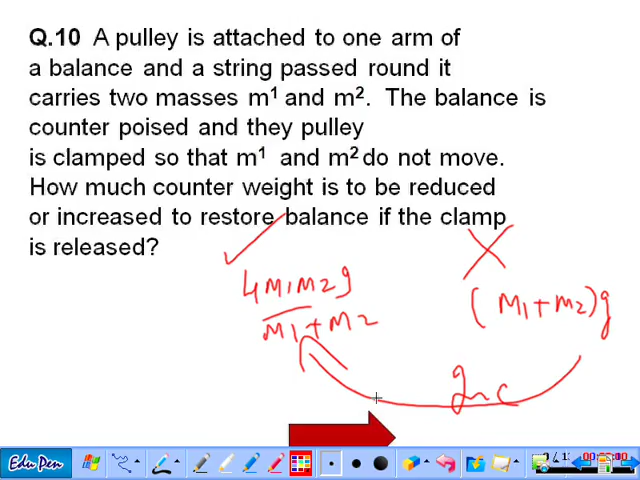 Q.10 A pulley is attached to one arm of
a balance and a string passed round it
carries two masses m¹ and m². The balance is
counter poised and they pulley
is clamped so that m¹ and m² do not move.
How much counter weight is to be reduced
or increased to restore balance if the clamp
is released?
4m1m2g
m1+m2
(m1+m2)g
Edu Pen